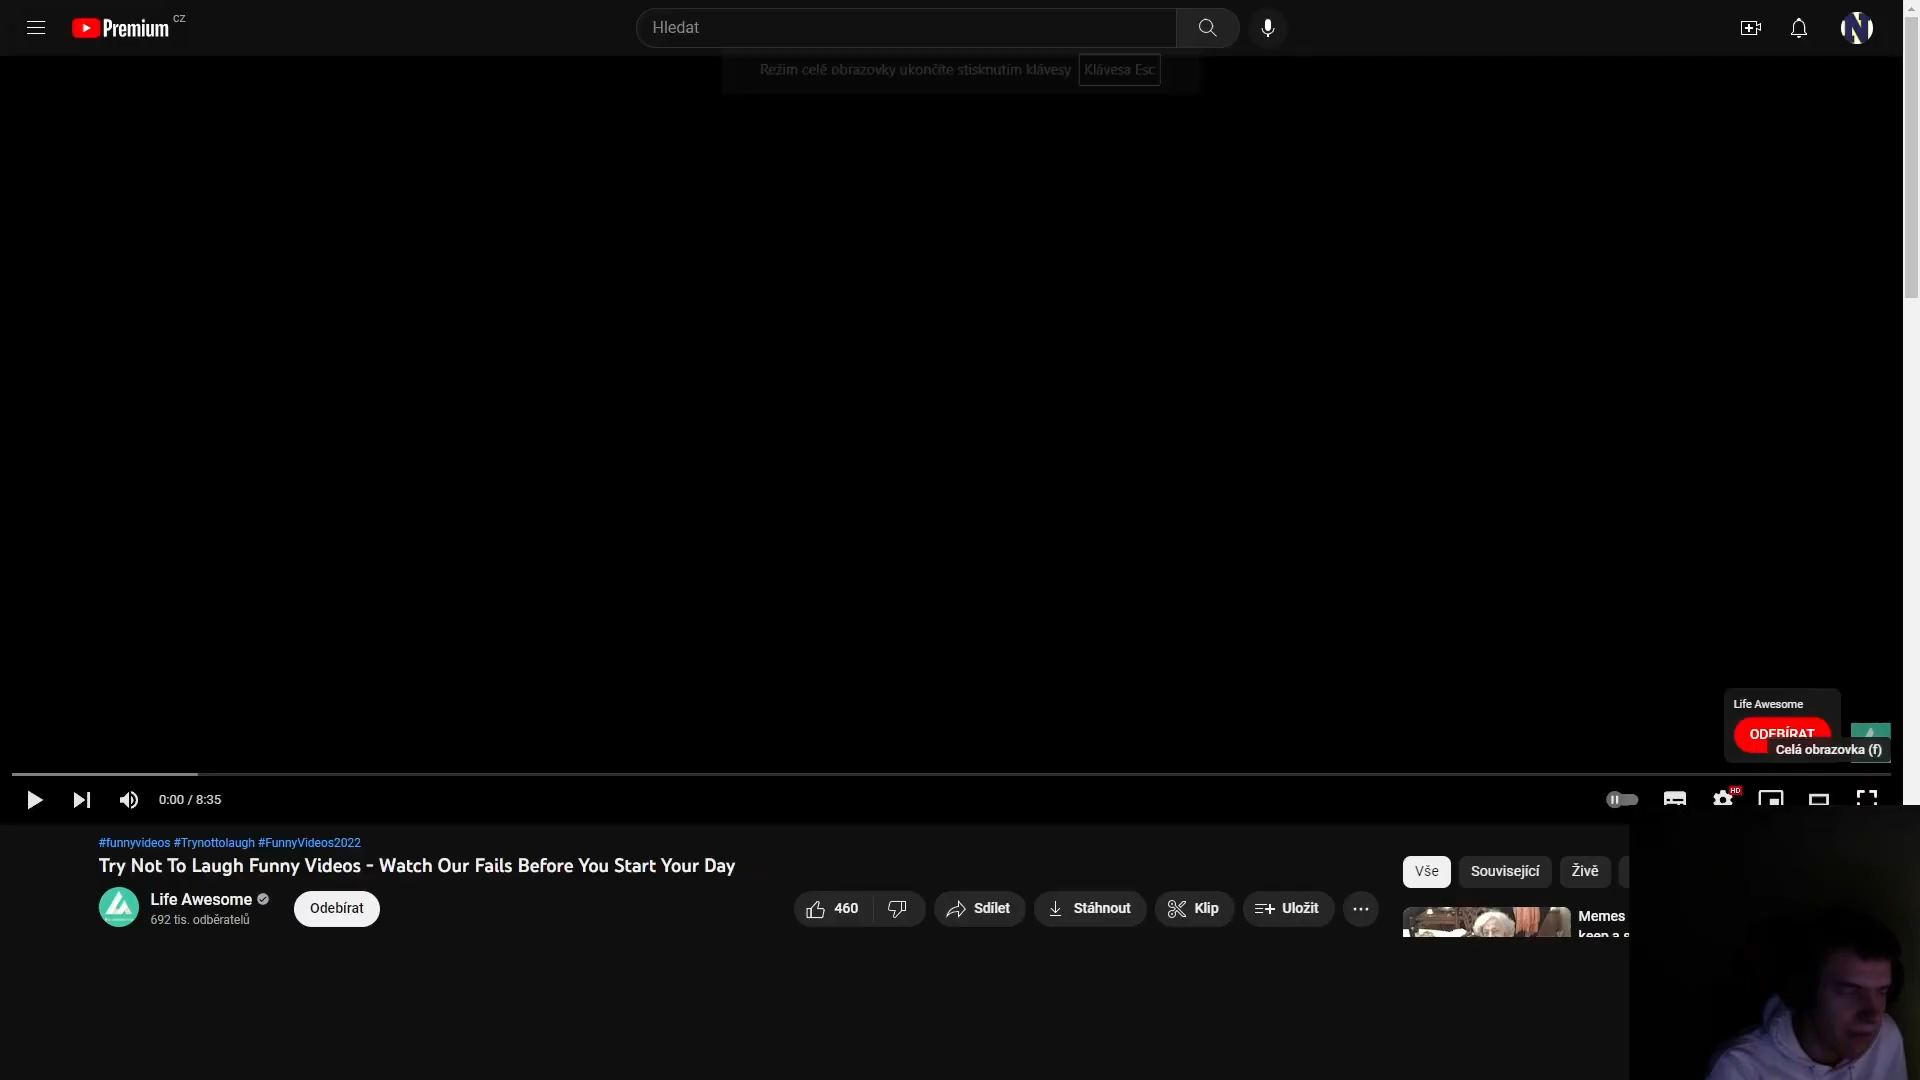 Premium CZ
Hledat
Režim celé obrazovky ukončíte stisknutím klávesy Klávesa Esc
Life Awesome
ODEBÍRAT
Celá obrazovka (f)
0:00 / 8:35
HD
#funnyvideos #Trynottolaugh #FunnyVideos2022
Try Not To Laugh Funny Videos - Watch Our Fails Before You Start Your Day
Life Awesome
692 tis. odběratelů
Odebírat
460
Sdílet
Stáhnout
Klip
Uložit
Vše
Související
Živě
Memes
keep a s